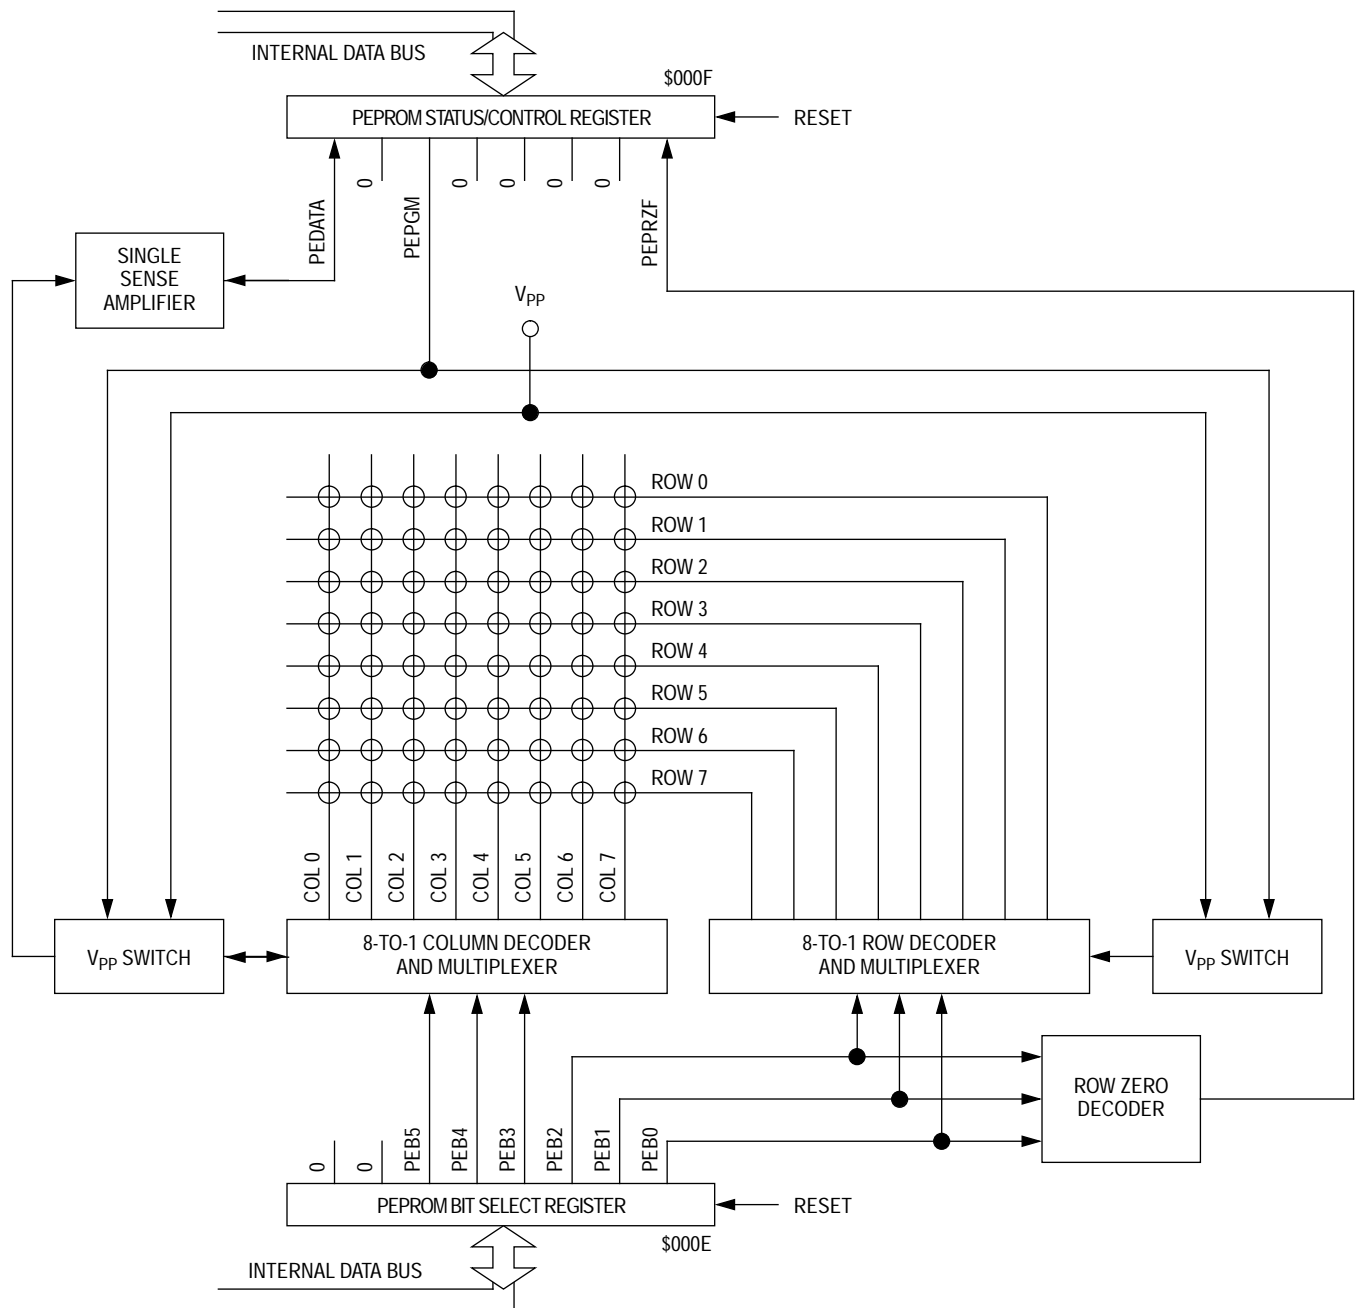 INTERNAL DATA BUS
$000F
PEPROM STATUS/CONTROL REGISTER
RESET
0
0
0
0
0
PEDATA
PEPGM
PEPRZF
SINGLE
SENSE
AMPLIFIER
VPP
ROW 0
ROW 1
ROW 2
ROW 3
ROW 4
ROW 5
ROW 6
ROW 7
COL 0
COL 1
COL 2
COL 3
COL 4
COL 5
COL 6
COL 7
VPP SWITCH
8-TO-1 COLUMN DECODER
AND MULTIPLEXER
8-TO-1 ROW DECODER
AND MULTIPLEXER
VPP SWITCH
ROW ZERO
DECODER
0
0
PEB5
PEB4
PEB3
PEB2
PEB1
PEB0
PEPROM BIT SELECT REGISTER
RESET
$000E
INTERNAL DATA BUS